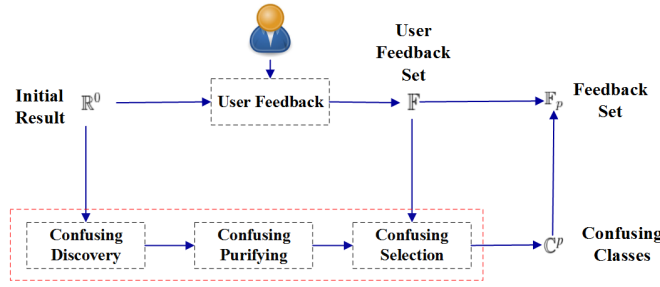 User
Feedback
Set
Initial
Result
ℝ⁰
User Feedback
𝔽
𝔽ₚ
Feedback
Set
Confusing
Discovery
Confusing
Purifying
Confusing
Selection
ℂᵖ
Confusing
Classes